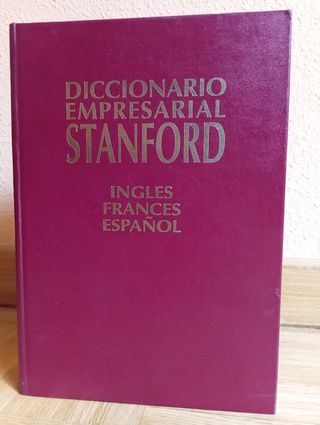 DICCIONARIO
EMPRESARIAL
STANFORD
INGLES
FRANCES
ESPAÑOL